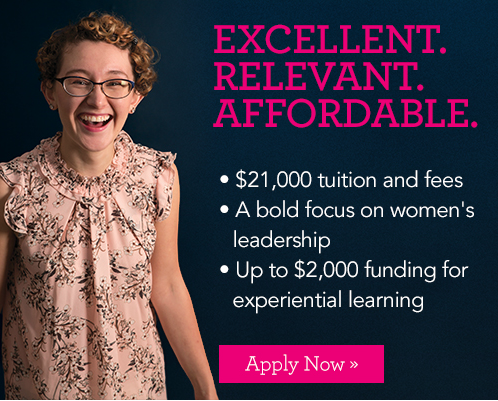 EXCELLENT.
RELEVANT.
AFFORDABLE.
• $21,000 tuition and fees
• A bold focus on women's
leadership
• Up to $2,000 funding for
experiential learning
Apply Now »